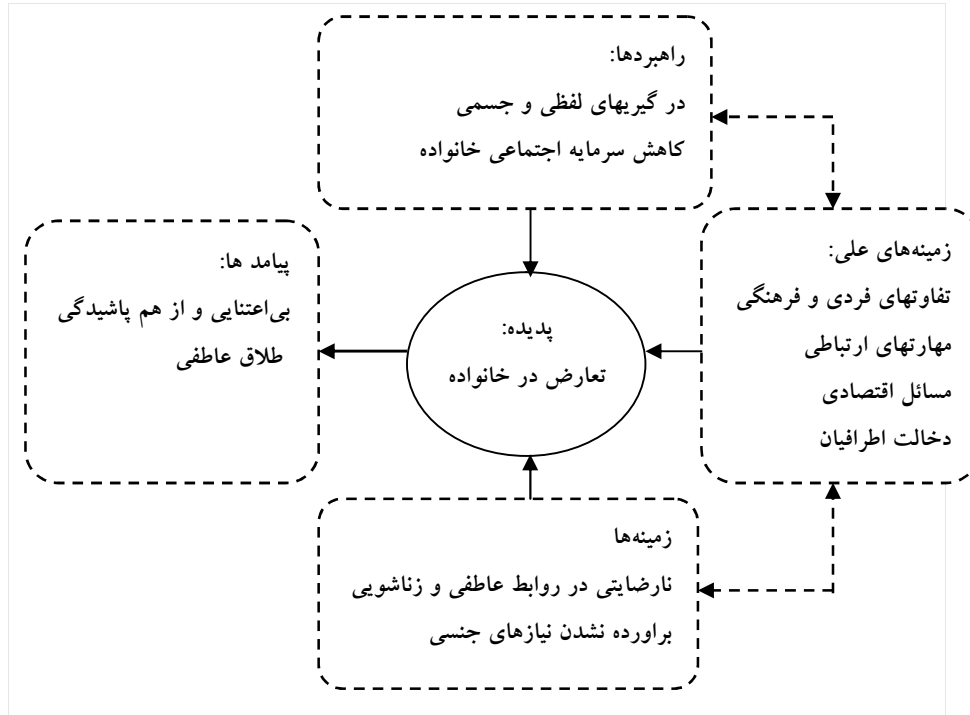 راهبردها:
در گیریهای لفظی و جسمی
کاهش سرمایه اجتماعی خانواده
زمینه‌های علی:
تفاوتهای فردی و فرهنگی
مهارتهای ارتباطی
مسائل اقتصادی
دخالت اطرافیان
پدیده:
تعارض در خانواده
پیامد ها:
بی‌اعتنایی و از هم پاشیدگی
طلاق عاطفی
زمینه‌ها
نارضایتی در روابط عاطفی و زناشویی
براورده نشدن نیازهای جنسی